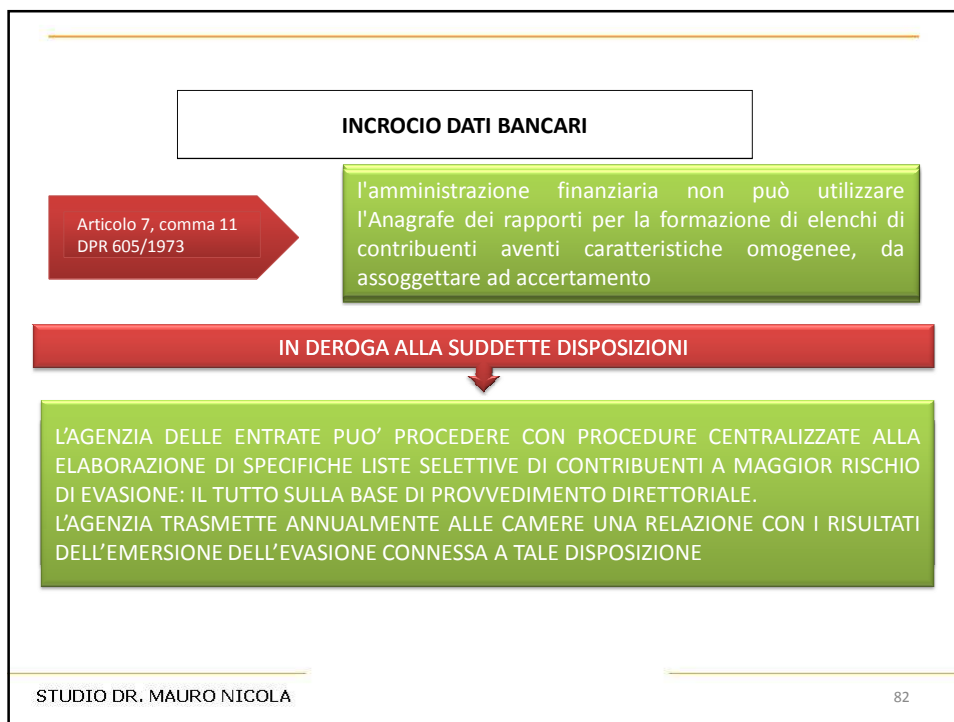 INCROCIO DATI BANCARI
Articolo 7, comma 11
DPR 605/1973
l'amministrazione finanziaria non può utilizzare
l'Anagrafe dei rapporti per la formazione di elenchi di
contribuenti aventi caratteristiche omogenee, da
assoggettare ad accertamento
IN DEROGA ALLA SUDDETTE DISPOSIZIONI
L'AGENZIA DELLE ENTRATE PUO' PROCEDERE CON PROCEDURE CENTRALIZZATE ALLA
ELABORAZIONE DI SPECIFICHE LISTE SELETTIVE DI CONTRIBUENTI A MAGGIOR RISCHIO
DI EVASIONE: IL TUTTO SULLA BASE DI PROVVEDIMENTO DIRETTORIALE.
L'AGENZIA TRASMETTE ANNUALMENTE ALLE CAMERE UNA RELAZIONE CON I RISULTATI
DELL'EMERSIONE DELL'EVASIONE CONNESSA A TALE DISPOSIZIONE
STUDIO DR. MAURO NICOLA
82